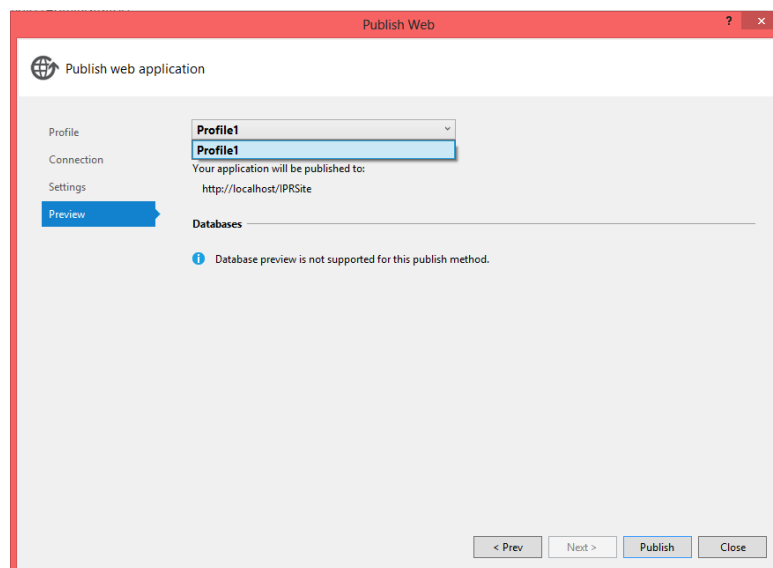 Publish Web
?
Publish web application
Profile
Connection
Settings
Preview
Profile1
Profile1
Your application will be published to:
http://localhost/IPRSite
Databases
Database preview is not supported for this publish method.
< Prev
Next >
Publish
Close